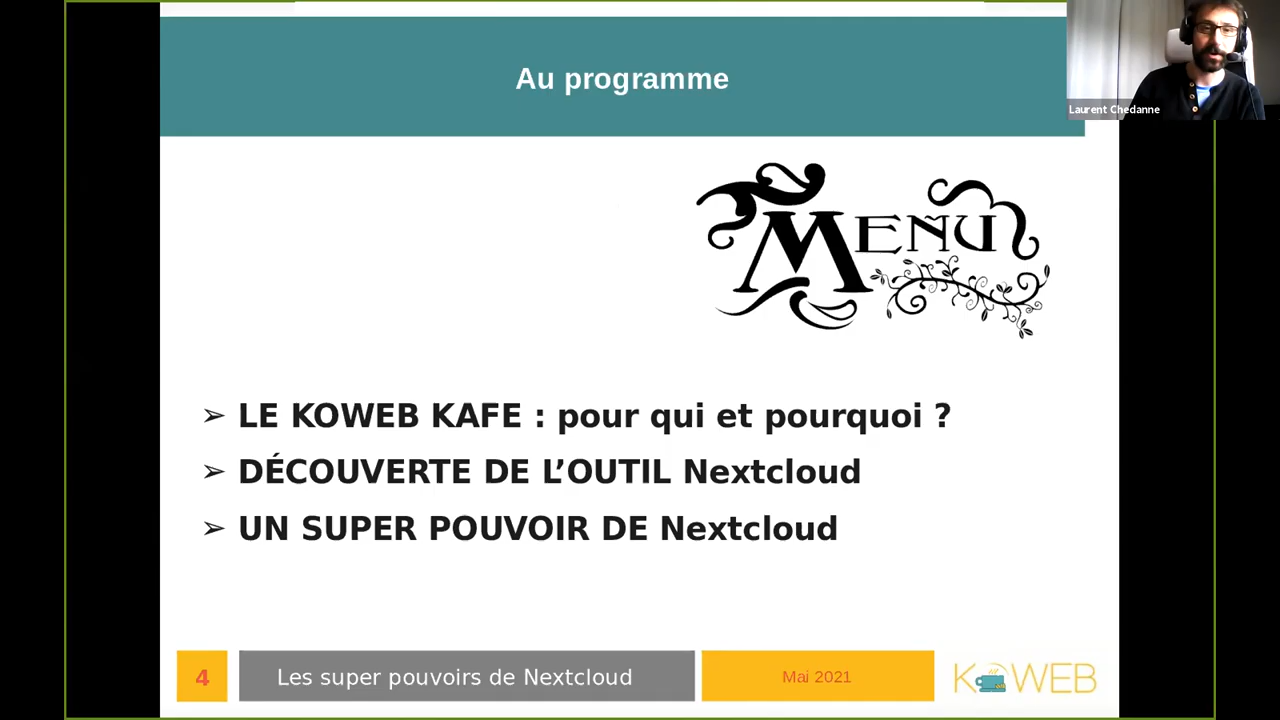 Au programme
Laurent Chedanne
MENU
➢ LE KOWEB KAFE : pour qui et pourquoi ?
➢ DÉCOUVERTE DE L’OUTIL Nextcloud
➢ UN SUPER POUVOIR DE Nextcloud
4
Les super pouvoirs de Nextcloud
Mai 2021
KOWEB